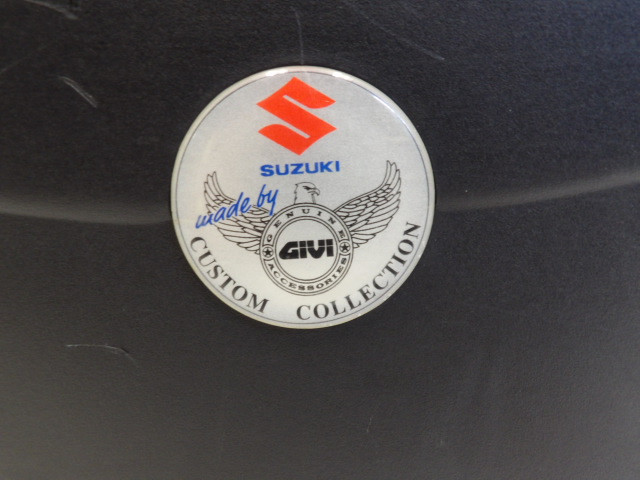 SUZUKI
made by
GENUINE
GIVI
ACCESSORIES
CUSTOM COLLECTION